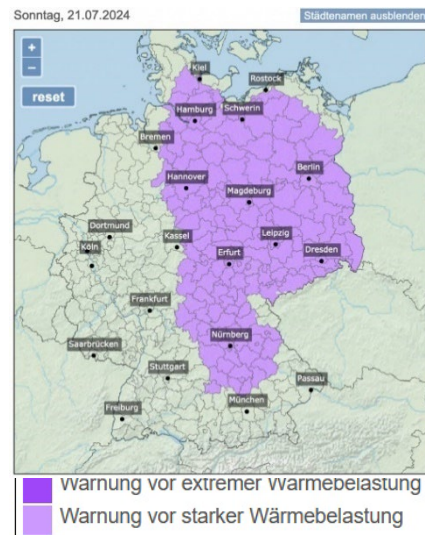 Sonntag, 21.07.2024
Städtenamen ausblenden
+
–
reset
Kiel
Rostock
Hamburg
Schwerin
Bremen
Berlin
Hannover
Magdeburg
Dortmund
Kassel
Leipzig
Köln
Erfurt
Dresden
Frankfurt
Saarbrücken
Nürnberg
Stuttgart
Passau
Freiburg
München
Warnung vor extremer Wärmebelastung
Warnung vor starker Wärmebelastung